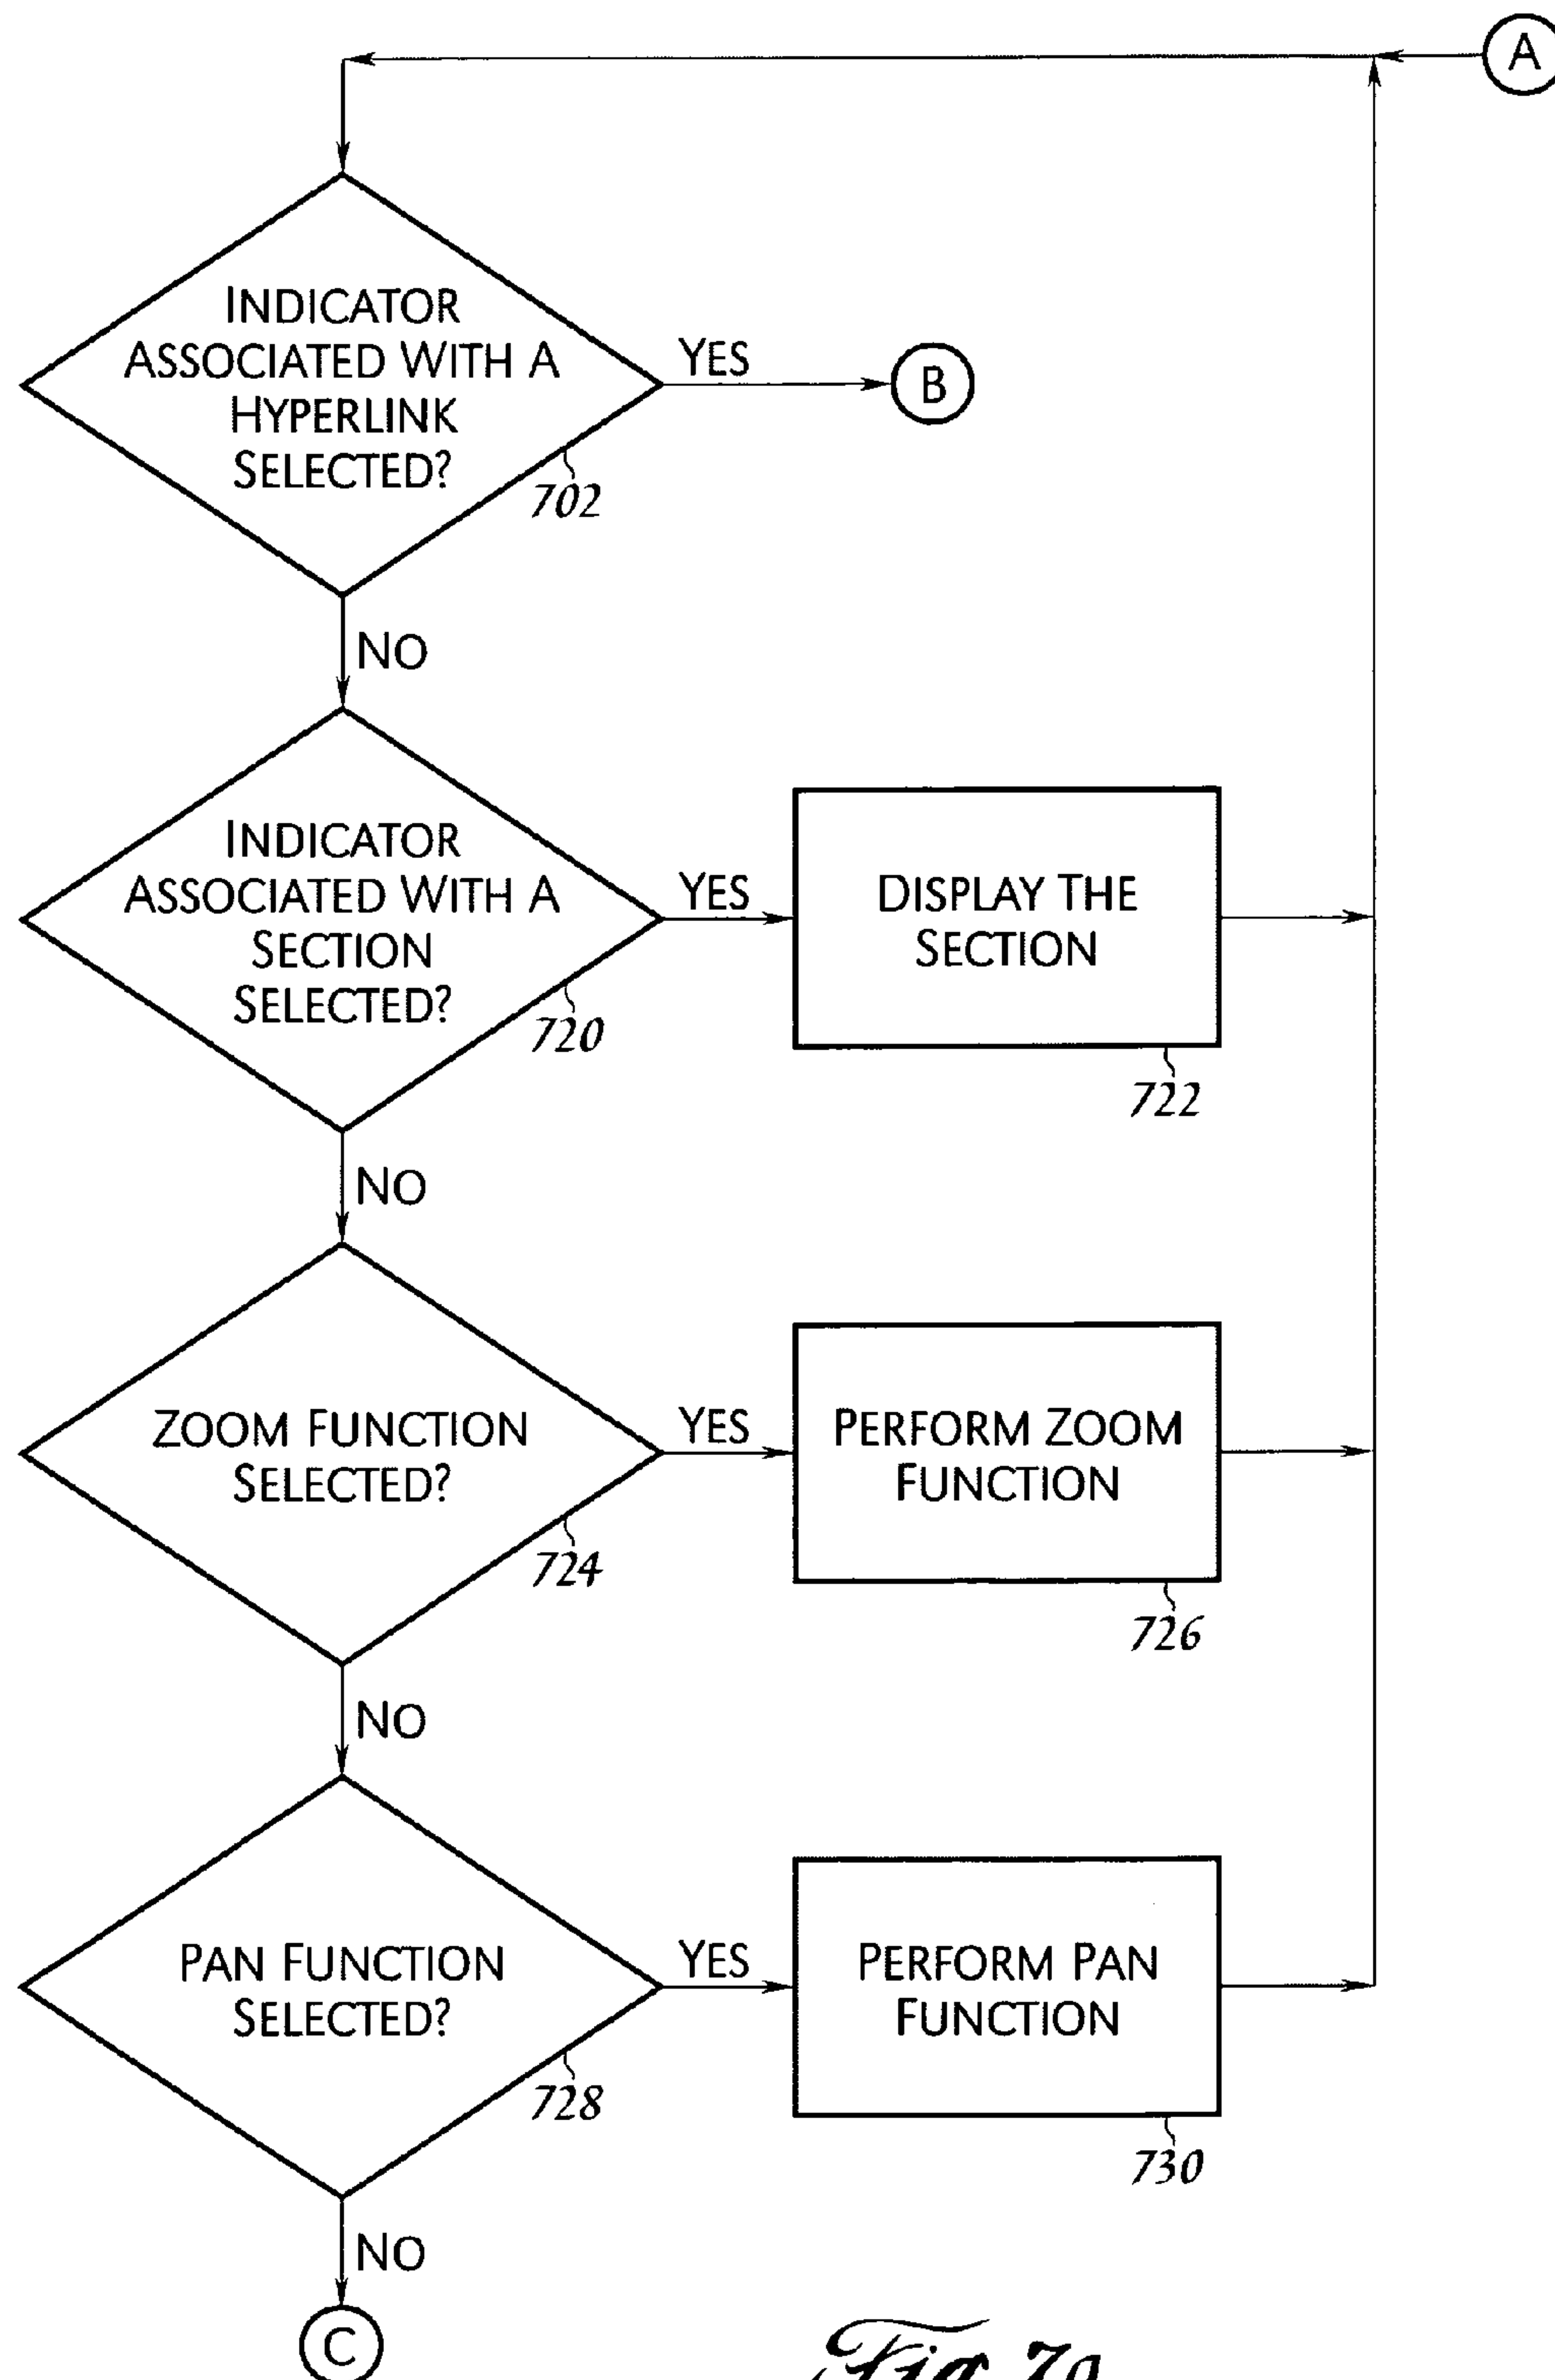 A
INDICATOR
ASSOCIATED WITH A
HYPERLINK
SELECTED?
702
YES
B
NO
INDICATOR
ASSOCIATED WITH A
SECTION
SELECTED?
720
YES
DISPLAY THE
SECTION
722
NO
ZOOM FUNCTION
SELECTED?
724
YES
PERFORM ZOOM
FUNCTION
726
NO
PAN FUNCTION
SELECTED?
728
YES
PERFORM PAN
FUNCTION
730
NO
C
Fig. 7a